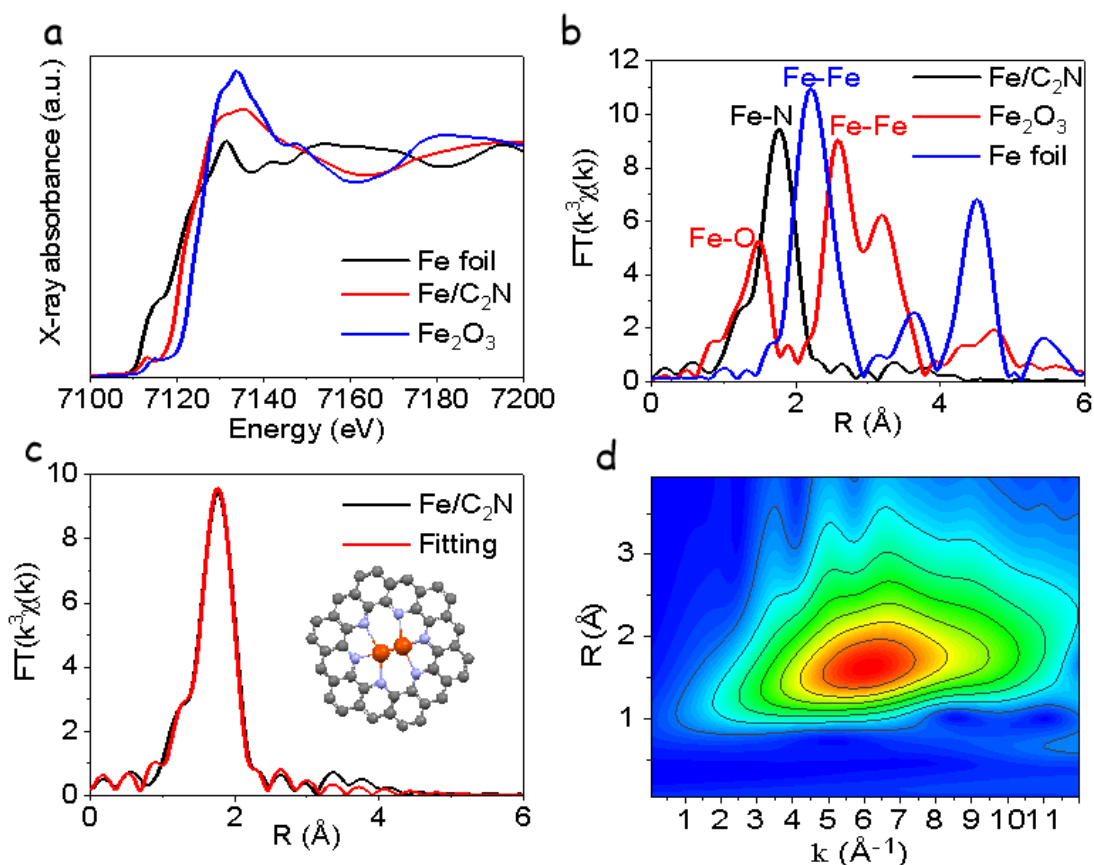 a
X-ray absorbance (a.u.)
Fe foil
Fe/C₂N
Fe₂O₃
7100 7120 7140 7160 7180 7200
Energy (eV)
b
12
10
8
6
4
2
0
FT(k³χ(k))
Fe-Fe
Fe-N
Fe-Fe
Fe-O
Fe/C₂N
Fe₂O₃
Fe foil
0 2 4 6
R (Å)
c
10
8
6
4
2
0
FT(k³χ(k))
Fe/C₂N
Fitting
0 2 4 6
R (Å)
d
3
2
1
R (Å)
1 2 3 4 5 6 7 8 9 10 11
k (Å⁻¹)